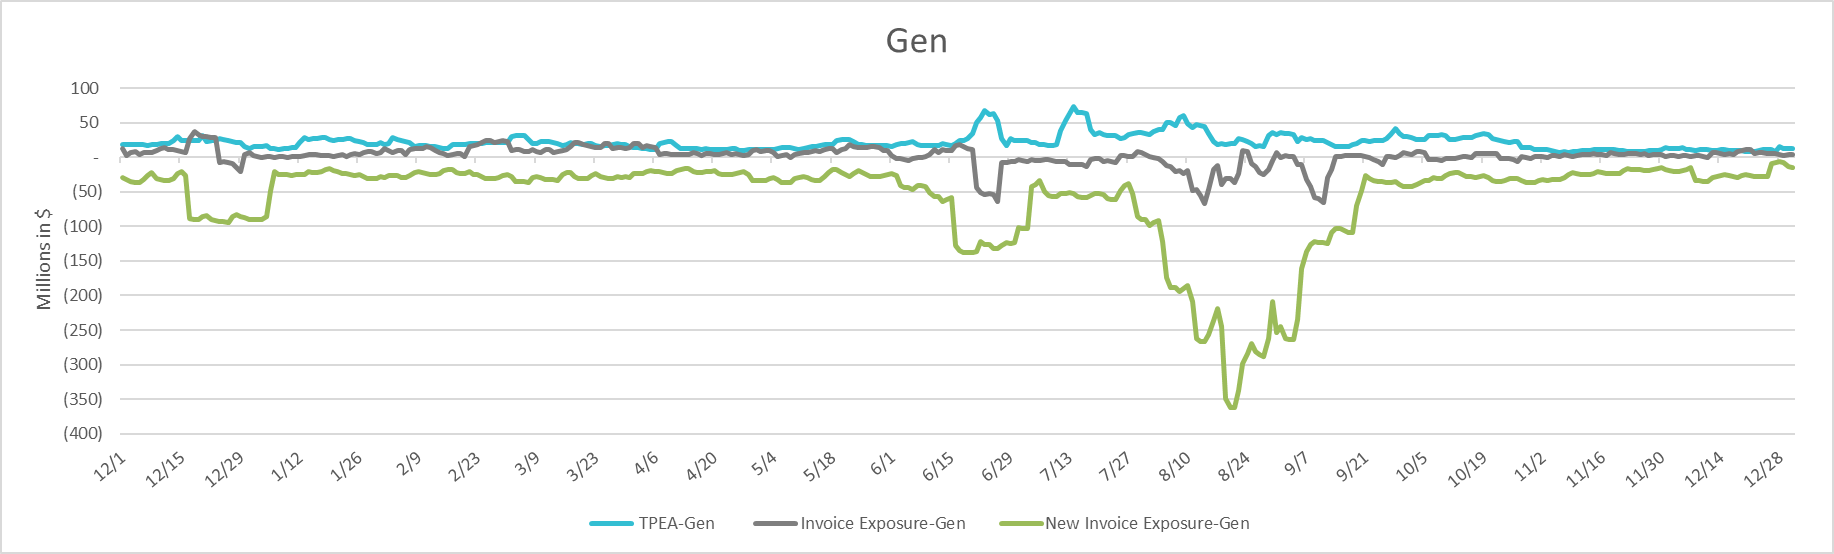 Gen
Millions in $
100
50
-
(50)
(100)
(150)
(200)
(250)
(300)
(350)
(400)
12/1 12/15 12/29 1/12 1/26 2/9 2/23 3/9 3/23 4/6 4/20 5/4 5/18 6/1 6/15 6/29 7/13 7/27 8/10 8/24 9/7 9/21 10/5 10/19 11/2 11/16 11/30 12/14 12/28
TPEA-Gen Invoice Exposure-Gen New Invoice Exposure-Gen